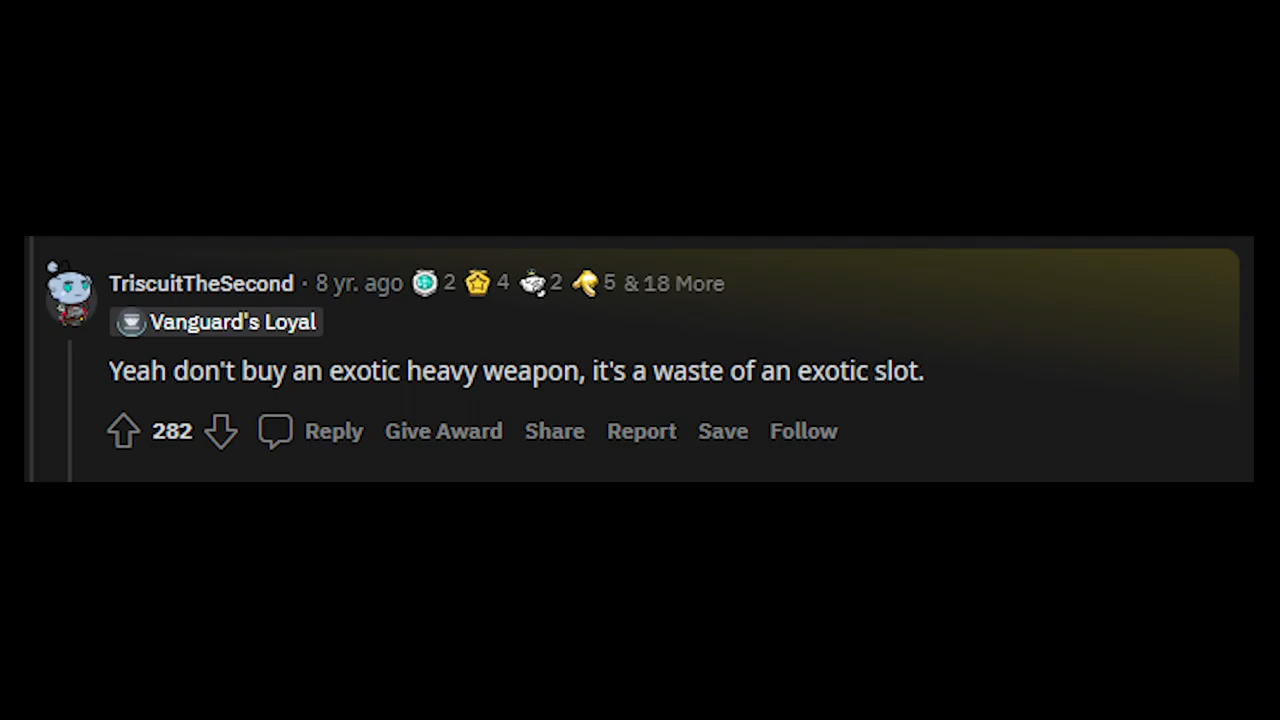 TriscuitTheSecond · 8 yr. ago 2 4 2 5 & 18 More
Vanguard's Loyal
Yeah don't buy an exotic heavy weapon, it's a waste of an exotic slot.
282 Reply Give Award Share Report Save Follow